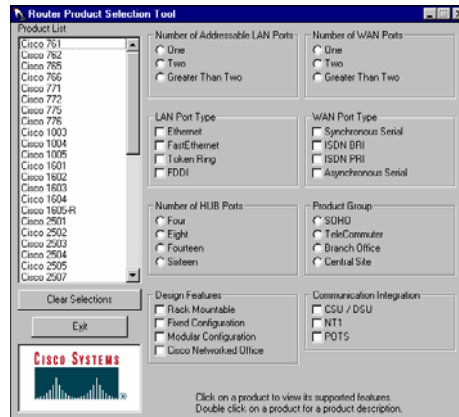 Router Product Selection Tool
Product List
Cisco 761
Cisco 762
Cisco 765
Cisco 766
Cisco 771
Cisco 772
Cisco 775
Cisco 776
Cisco 1003
Cisco 1004
Cisco 1005
Cisco 1601
Cisco 1602
Cisco 1603
Cisco 1604
Cisco 1605-R
Cisco 2501
Cisco 2502
Cisco 2503
Cisco 2504
Cisco 2505
Cisco 2507
Clear Selections
Exit
CISCO SYSTEMS
Number of Addressable LAN Ports
One
Two
Greater Than Two
Number of WAN Ports
One
Two
Greater Than Two
LAN Port Type
Ethernet
FastEthernet
Token Ring
FDDI
WAN Port Type
Synchronous Serial
ISDN BRI
ISDN PRI
Asynchronous Serial
Number of HUB Ports
Four
Eight
Fourteen
Sixteen
Product Group
SOHO
TeleCommuter
Branch Office
Central Site
Design Features
Rack Mountable
Fixed Configuration
Modular Configuration
Cisco Networked Office
Communication Integration
CSU / DSU
NT1
POTS
Click on a product to view its supported features.
Double click on a product for a product description.